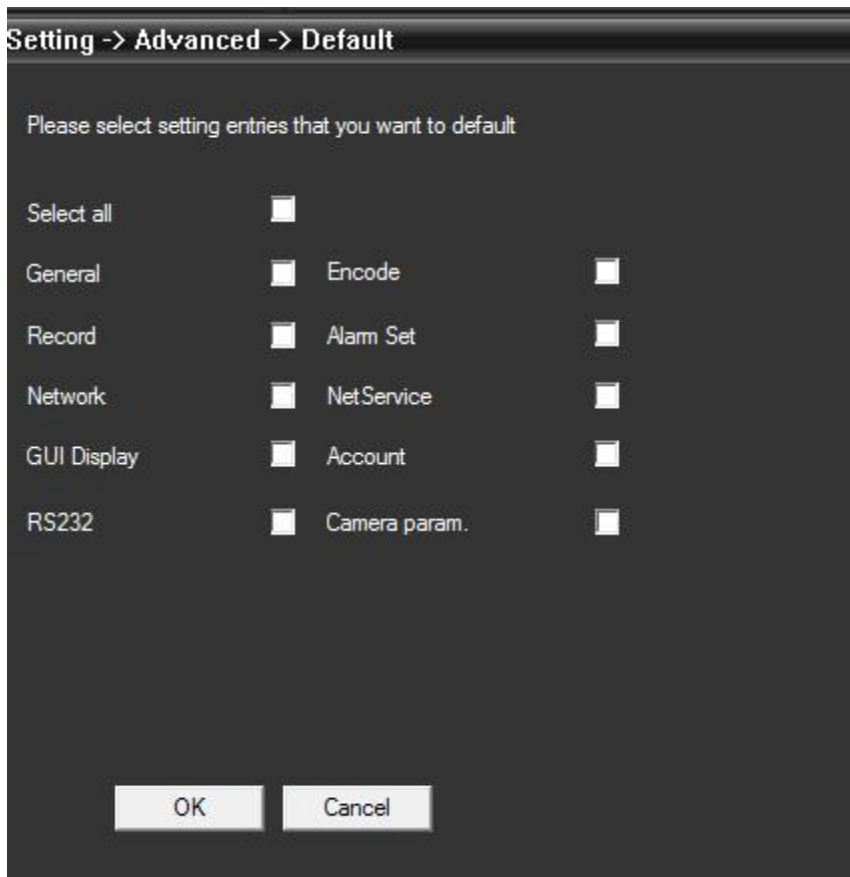 Setting -> Advanced -> Default
Please select setting entries that you want to default
Select all
General Encode
Record Alarm Set
Network NetService
GUI Display Account
RS232 Camera param.
OK Cancel